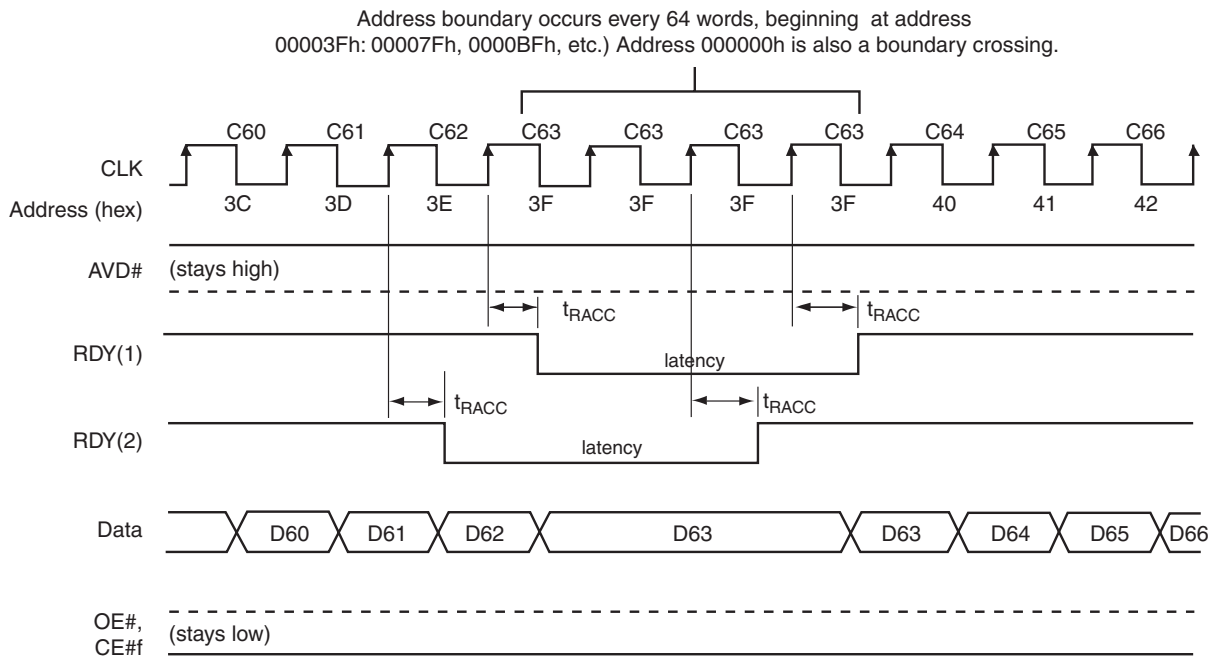 Address boundary occurs every 64 words, beginning at address
00003Fh: 00007Fh, 0000BFh, etc.) Address 000000h is also a boundary crossing.
C60 C61 C62 C63 C63 C63 C63 C64 C65 C66
CLK
Address (hex) 3C 3D 3E 3F 3F 3F 3F 40 41 42
AVD# (stays high)
tRACC tRACC
RDY(1) latency
tRACC tRACC
RDY(2) latency
Data D60 D61 D62 D63 D63 D64 D65 D66
OE#,
CE#f (stays low)